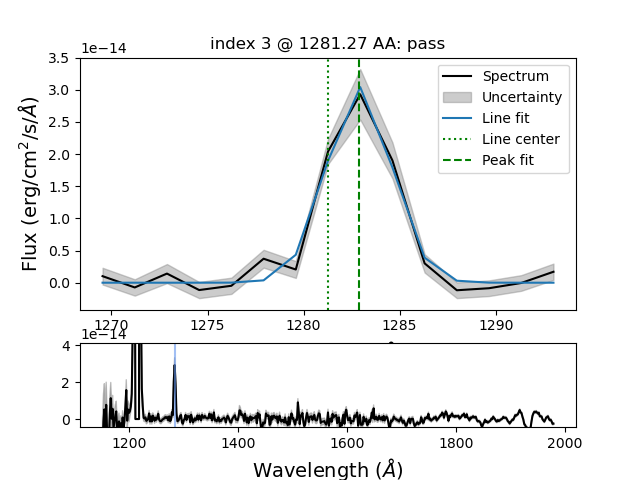 index 3 @ 1281.27 AA: pass
1e−14
3.5
3.0
2.5
2.0
1.5
1.0
0.5
0.0
Flux (erg/cm²/s/Å)
Spectrum
Uncertainty
Line fit
Line center
Peak fit
1270 1275 1280 1285 1290
1e−14
4
2
0
1200 1400 1600 1800 2000
Wavelength (Å)